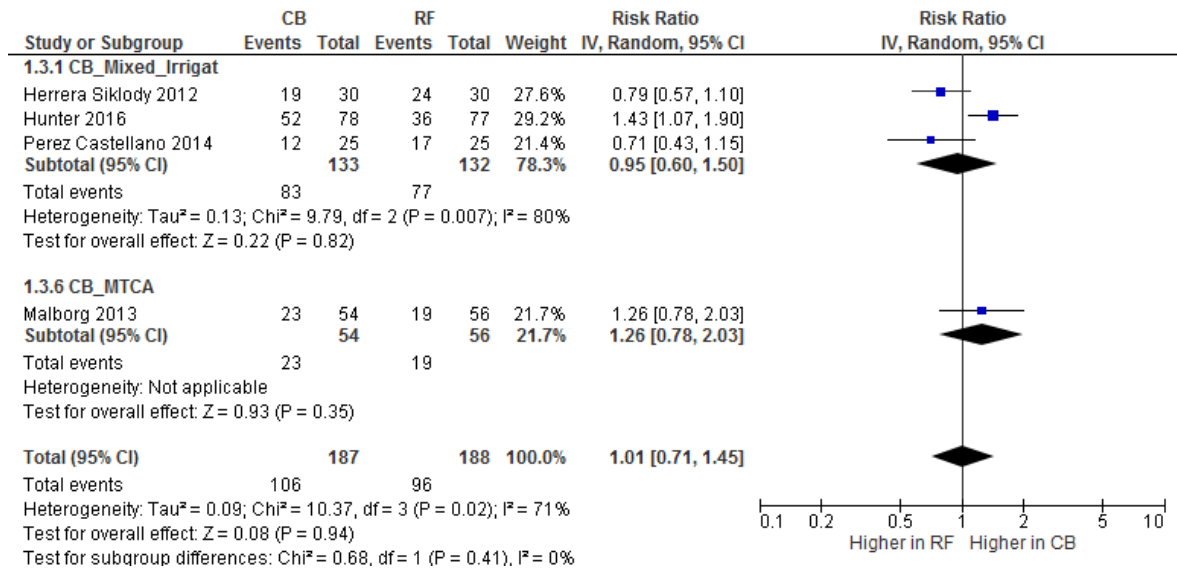 CB RF Risk Ratio Risk Ratio
Study or Subgroup Events Total Events Total Weight IV, Random, 95% CI IV, Random, 95% CI
1.3.1 CB_Mixed_Irrigat
Herrera Siklody 2012 19 30 24 30 27.6% 0.79 [0.57, 1.10]
Hunter 2016 52 78 36 77 29.2% 1.43 [1.07, 1.90]
Perez Castellano 2014 12 25 17 25 21.4% 0.71 [0.43, 1.15]
Subtotal (95% CI) 133 132 78.3% 0.95 [0.60, 1.50]
Total events 83 77
Heterogeneity: Tau² = 0.13; Chi² = 9.79, df = 2 (P = 0.007); I² = 80%
Test for overall effect: Z = 0.22 (P = 0.82)
1.3.6 CB_MTCA
Malborg 2013 23 54 19 56 21.7% 1.26 [0.78, 2.03]
Subtotal (95% CI) 54 56 21.7% 1.26 [0.78, 2.03]
Total events 23 19
Heterogeneity: Not applicable
Test for overall effect: Z = 0.93 (P = 0.35)
Total (95% CI) 187 188 100.0% 1.01 [0.71, 1.45]
Total events 106 96
Heterogeneity: Tau² = 0.09; Chi² = 10.37, df = 3 (P = 0.02); I² = 71%
Test for overall effect: Z = 0.08 (P = 0.94)
Test for subgroup differences: Chi² = 0.68, df = 1 (P = 0.41), I² = 0%
0.1 0.2 0.5 1 2 5 10
Higher in RF Higher in CB